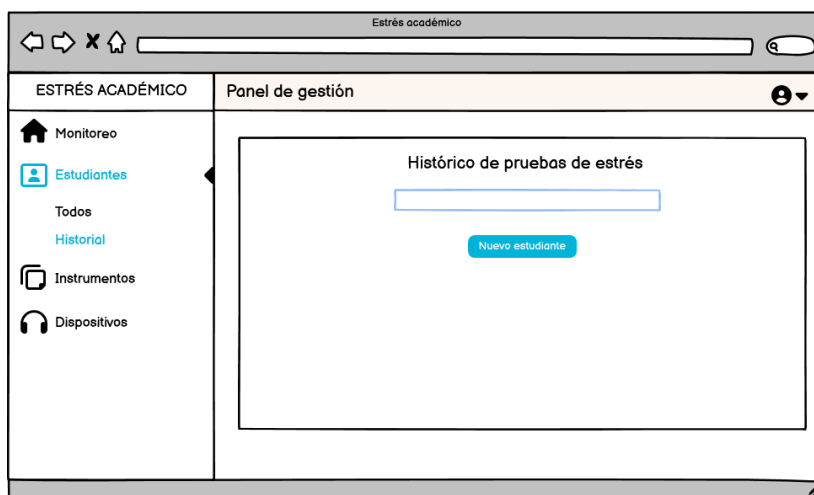 Estrés académico
ESTRÉS ACADÉMICO
Panel de gestión
Monitoreo
Estudiantes
Todos
Historial
Instrumentos
Dispositivos
Histórico de pruebas de estrés
Nuevo estudiante